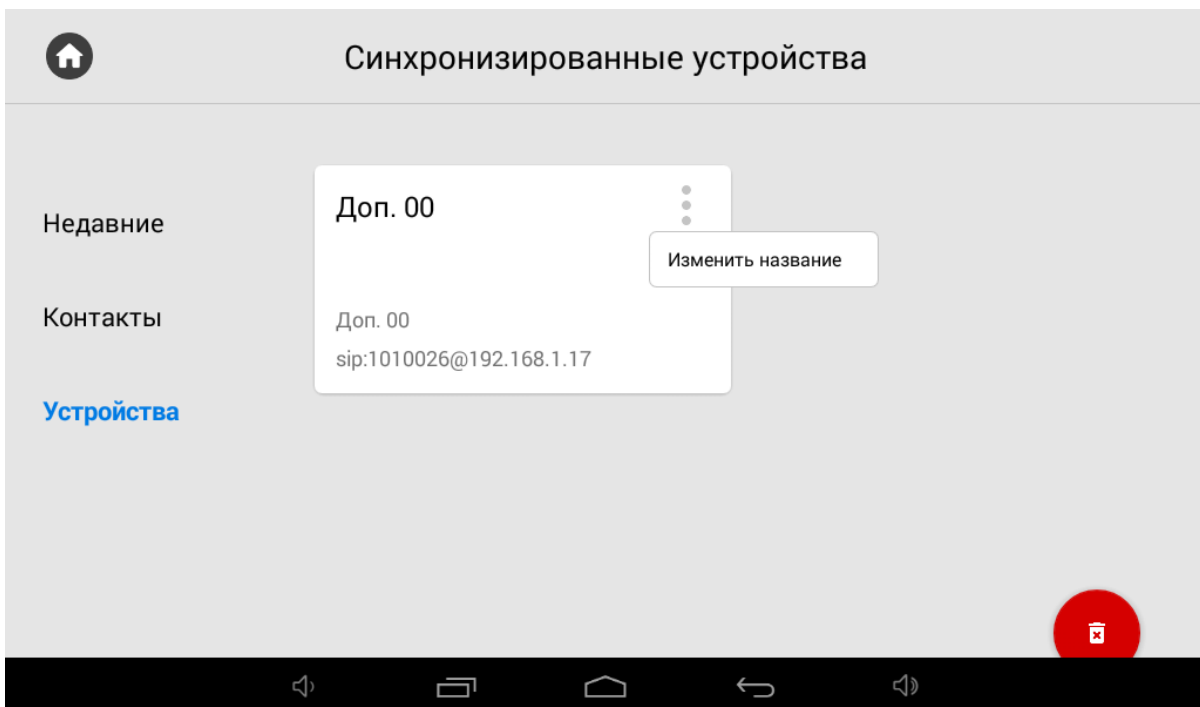 Синхронизированные устройства
Недавние
Контакты
Устройства
Доп. 00
Изменить название
Доп. 00
sip:1010026@192.168.1.17